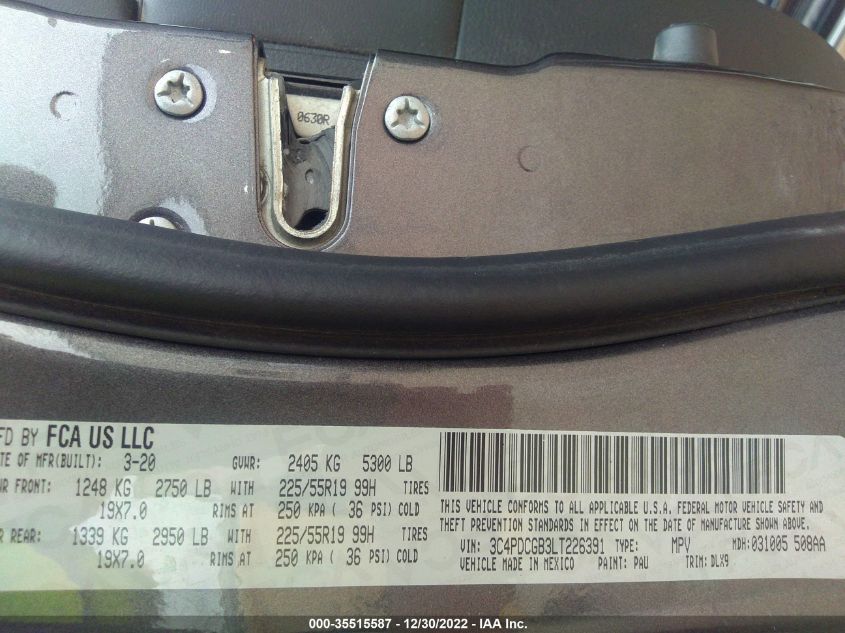 0630R
FD BY FCA US LLC
TE OF MFR(BUILT): 3-20 GVWR: 2405 KG 5300 LB
WR FRONT: 1248 KG 2750 LB WITH 225/55R19 99H TIRES
19X7.0 RIMS AT 250 KPA ( 36 PSI) COLD
REAR: 1339 KG 2950 LB WITH 225/55R19 99H TIRES
19X7.0 RIMS AT 250 KPA ( 36 PSI) COLD
THIS VEHICLE CONFORMS TO ALL APPLICABLE U.S.A. FEDERAL MOTOR VEHICLE SAFETY AND
THEFT PREVENTION STANDARDS IN EFFECT ON THE DATE OF MANUFACTURE SHOWN ABOVE.
VIN: 3C4PDCGB3LT226391 TYPE: MPV MDH: 031005 508AA
VEHICLE MADE IN MEXICO PAINT: PAU TRIM: DLX9
000-35515587 - 12/30/2022 - IAA Inc.